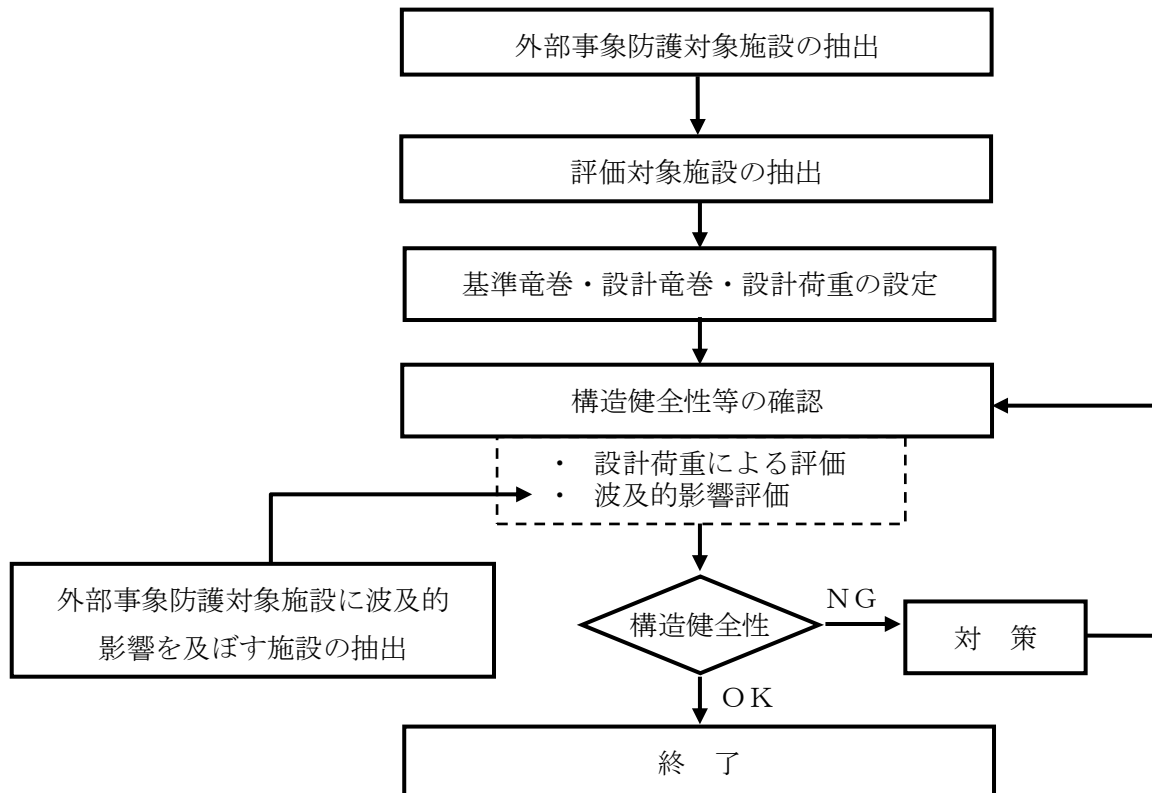 外部事象防護対象施設の抽出
評価対象施設の抽出
基準竜巻・設計竜巻・設計荷重の設定
構造健全性等の確認
・ 設計荷重による評価
・ 波及的影響評価
外部事象防護対象施設に波及的
影響を及ぼす施設の抽出
構造健全性
ＮＧ
対　策
ＯＫ
終　了